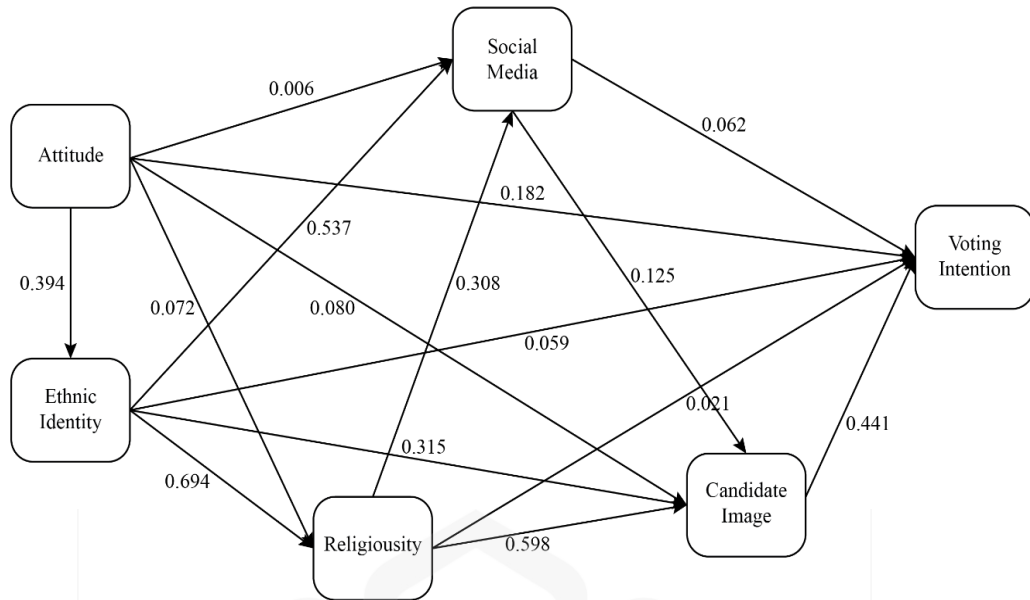 Social
Media
0.006
0.062
Attitude
0.182
0.537
Voting
Intention
0.394
0.308
0.125
0.072
0.080
0.059
Ethnic
Identity
0.021
0.315
0.441
0.694
Candidate
Image
Religiousity
0.598